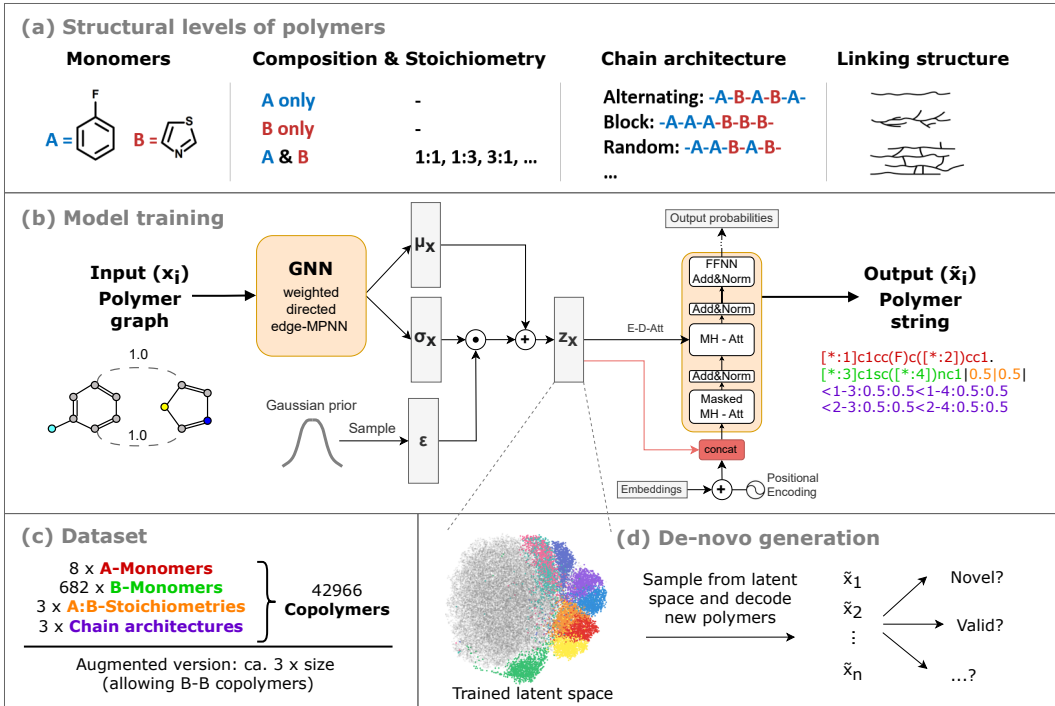 (a) Structural levels of polymers
Monomers
Composition & Stoichiometry
Chain architecture
Linking structure
F
A =
B =
S
N
A only
-
B only
-
A & B
1:1, 1:3, 3:1, ...
Alternating: -A-B-A-B-A-
Block: -A-A-A-B-B-B-
Random: -A-A-B-A-B-
...
(b) Model training
Input (xi)
Polymer
graph
1.0
1.0
GNN
weighted
directed
edge-MPNN
Gaussian prior
Sample
μx
σx
ε
zx
E-D-Att
Output probabilities
FFNN
Add&Norm
Add&Norm
MH - Att
Add&Norm
Masked
MH - Att
concat
Embeddings
Positional
Encoding
Output (x̃i)
Polymer
string
[*:1]c1cc(F)c([*:2])cc1.
[*:3]c1sc([*:4])nc1|0.5|0.5|
<1-3:0.5:0.5<1-4:0.5:0.5
<2-3:0.5:0.5<2-4:0.5:0.5
(c) Dataset
8 x A-Monomers
682 x B-Monomers
3 x A:B-Stoichiometries
3 x Chain architectures
42966
Copolymers
Augmented version: ca. 3 x size
(allowing B-B copolymers)
Trained latent space
(d) De-novo generation
Sample from latent
space and decode
new polymers
x̃1
x̃2
⋮
x̃n
Novel?
Valid?
...?